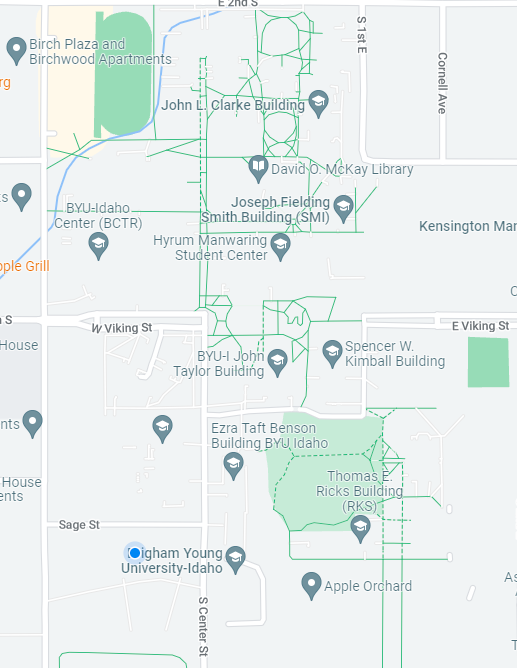 E 2nd S
S 1st E
Birch Plaza and
Birchwood Apartments
Cornell Ave
rg
John L. Clarke Building
David O. McKay Library
ts
Joseph Fielding
Smith Building (SMI)
BYU-Idaho
Center (BCTR)
Kensington Man
Hyrum Manwaring
Student Center
pple Grill
S
W Viking St
E Viking St
House
BYU-I John
Taylor Building
Spencer W.
Kimball Building
nts
Ezra Taft Benson
Building BYU Idaho
Thomas E.
Ricks Building
(RKS)
House
ents
Sage St
Brigham Young
University-Idaho
Apple Orchard
As
S Center St
T